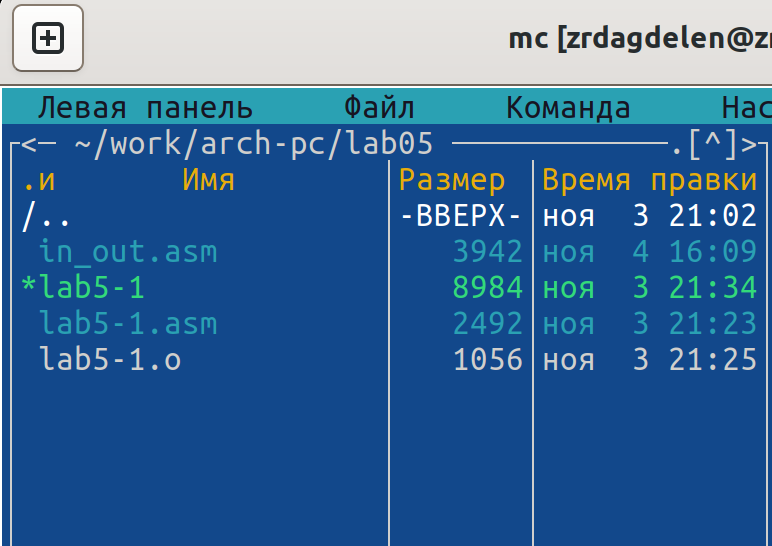 mc [zrdagdelen@z
Левая панель Файл Команда Нас
<─ ~/work/arch-pc/lab05 .[^]>
.и Имя Размер Время правки
/.. -ВВЕРХ- ноя 3 21:02
in_out.asm 3942 ноя 4 16:09
*lab5-1 8984 ноя 3 21:34
lab5-1.asm 2492 ноя 3 21:23
lab5-1.o 1056 ноя 3 21:25